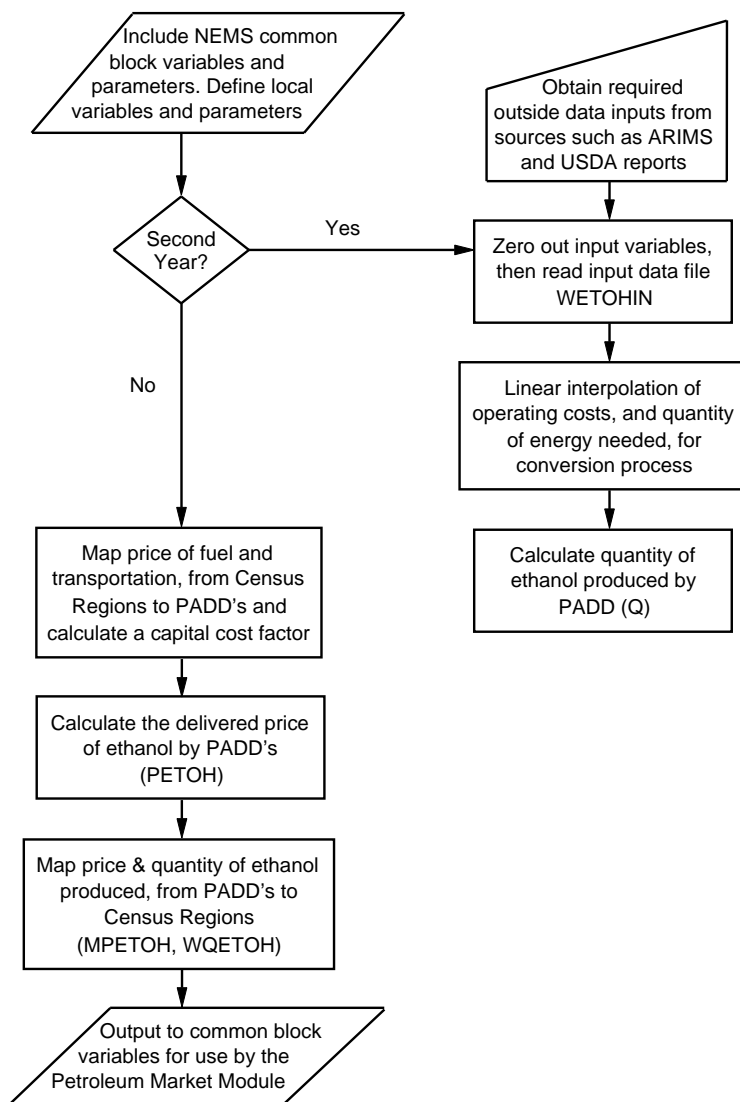 Include NEMS common
block variables and
parameters. Define local
variables and parameters
Obtain required
outside data inputs from
sources such as ARIMS
and USDA reports
Second
Year?
Yes
Zero out input variables,
then read input data file
WETOHIN
No
Linear interpolation of
operating costs, and quantity
of energy needed, for
conversion process
Calculate quantity of
ethanol produced by
PADD (Q)
Map price of fuel and
transportation, from Census
Regions to PADD's and
calculate a capital cost factor
Calculate the delivered price
of ethanol by PADD's
(PETOH)
Map price & quantity of ethanol
produced, from PADD's to
Census Regions
(MPETOH, WQETOH)
Output to common block
variables for use by the
Petroleum Market Module